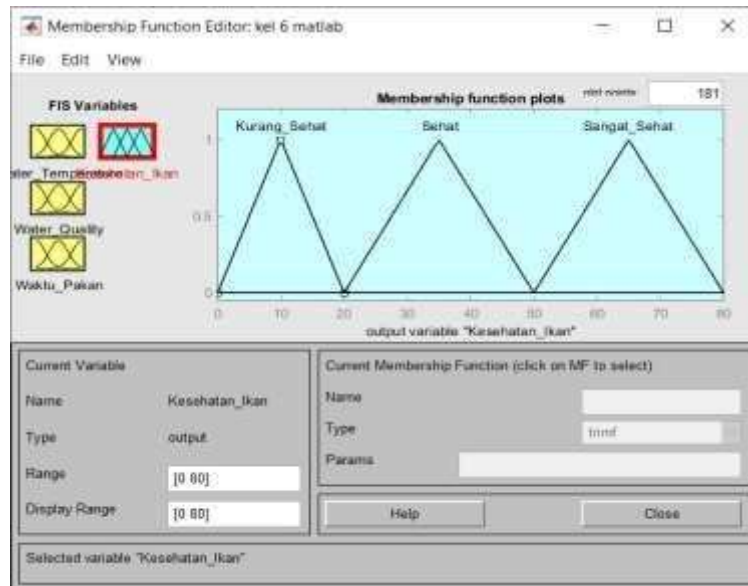 Membership Function Editor: kel 6 matlab
File Edit View
FIS Variables
Membership function plots
plot points
181
Kurang_Sehat
Sehat
Sangat_Sehat
1
0.5
0
0 10 20 30 40 50 60 70 80
output variable "Kesehatan_Ikan"
Water_Quality
Waktu_Pakan
Current Variable
Name Kesehatan_Ikan
Type output
Range [0 80]
Display Range [0 80]
Current Membership Function (click on MF to select)
Name
Type trimf
Params
Help
Close
Selected variable "Kesehatan_Ikan"